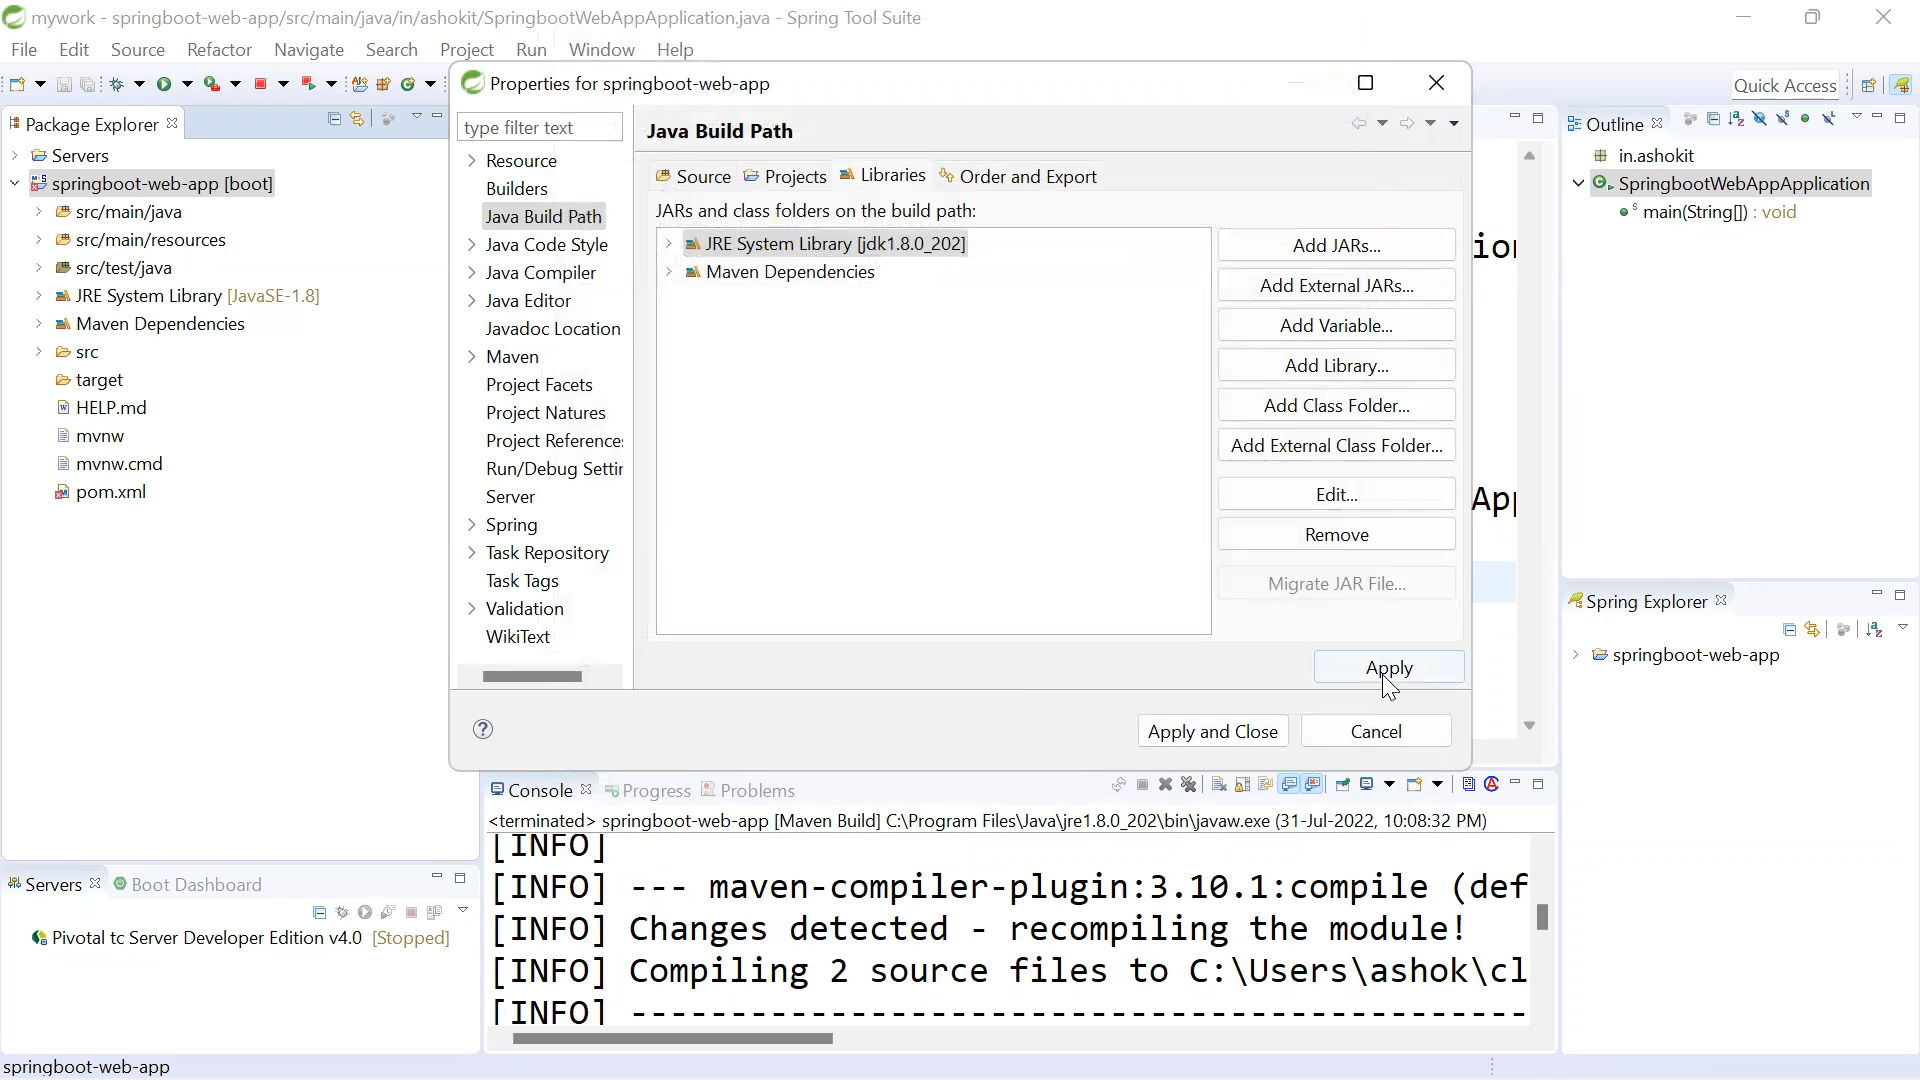 mywork - springboot-web-app/src/main/java/in/ashokit/SpringbootWebAppApplication.java - Spring Tool Suite
File Edit Source Refactor Navigate Search Project Run Window Help
Quick Access
Package Explorer
Servers
springboot-web-app [boot]
src/main/java
src/main/resources
src/test/java
JRE System Library [JavaSE-1.8]
Maven Dependencies
src
target
HELP.md
mvnw
mvnw.cmd
pom.xml
Properties for springboot-web-app
type filter text
Resource
Builders
Java Build Path
Java Code Style
Java Compiler
Java Editor
Javadoc Location
Maven
Project Facets
Project Natures
Project Reference
Run/Debug Settir
Server
Spring
Task Repository
Task Tags
Validation
WikiText
Java Build Path
Source Projects Libraries Order and Export
JARs and class folders on the build path:
JRE System Library [jdk1.8.0_202]
Maven Dependencies
Add JARs...
Add External JARs...
Add Variable...
Add Library...
Add Class Folder...
Add External Class Folder...
Edit...
Remove
Migrate JAR File...
Apply
Apply and Close Cancel
ion
App
Outline
in.ashokit
SpringbootWebAppApplication
main(String[]) : void
Spring Explorer
springboot-web-app
Servers Boot Dashboard
Pivotal tc Server Developer Edition v4.0 [Stopped]
Console Progress Problems
<terminated> springboot-web-app [Maven Build] C:\Program Files\Java\jre1.8.0_202\bin\javaw.exe (31-Jul-2022, 10:08:32 PM)
[INFO]
[INFO] --- maven-compiler-plugin:3.10.1:compile (def
[INFO] Changes detected - recompiling the module!
[INFO] Compiling 2 source files to C:\Users\ashok\cl
[INFO] ------------------------------------------------
springboot-web-app